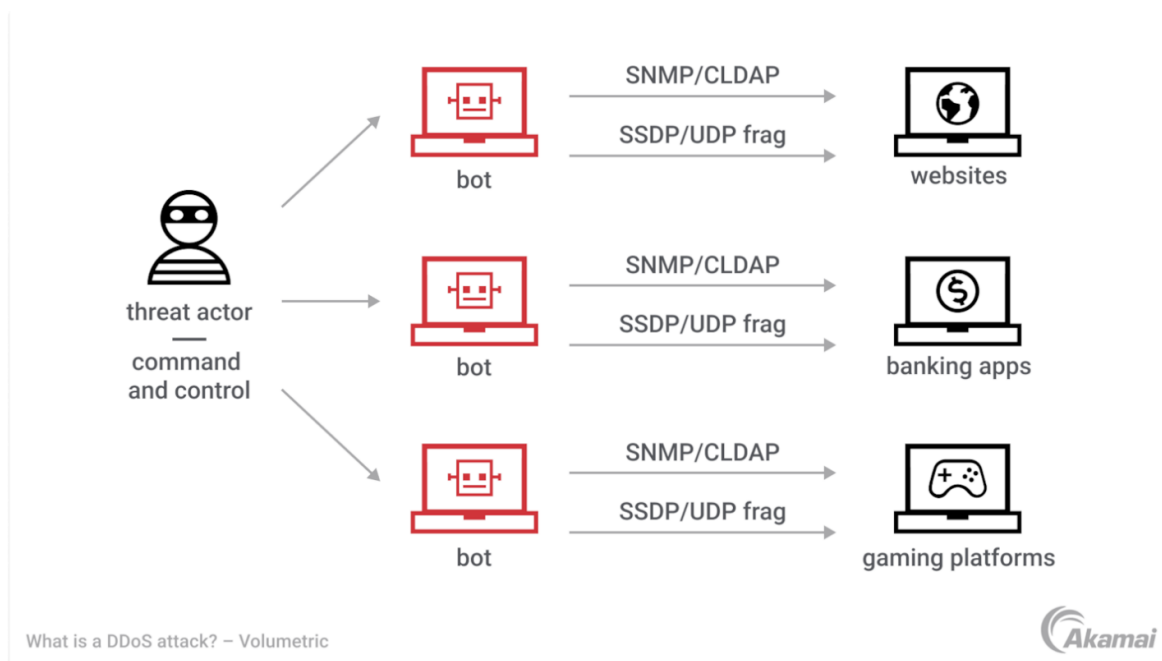 SNMP/CLDAP
SSDP/UDP frag
bot
websites
threat actor
command
and control
SNMP/CLDAP
SSDP/UDP frag
bot
banking apps
SNMP/CLDAP
SSDP/UDP frag
bot
gaming platforms
What is a DDoS attack? – Volumetric
Akamai